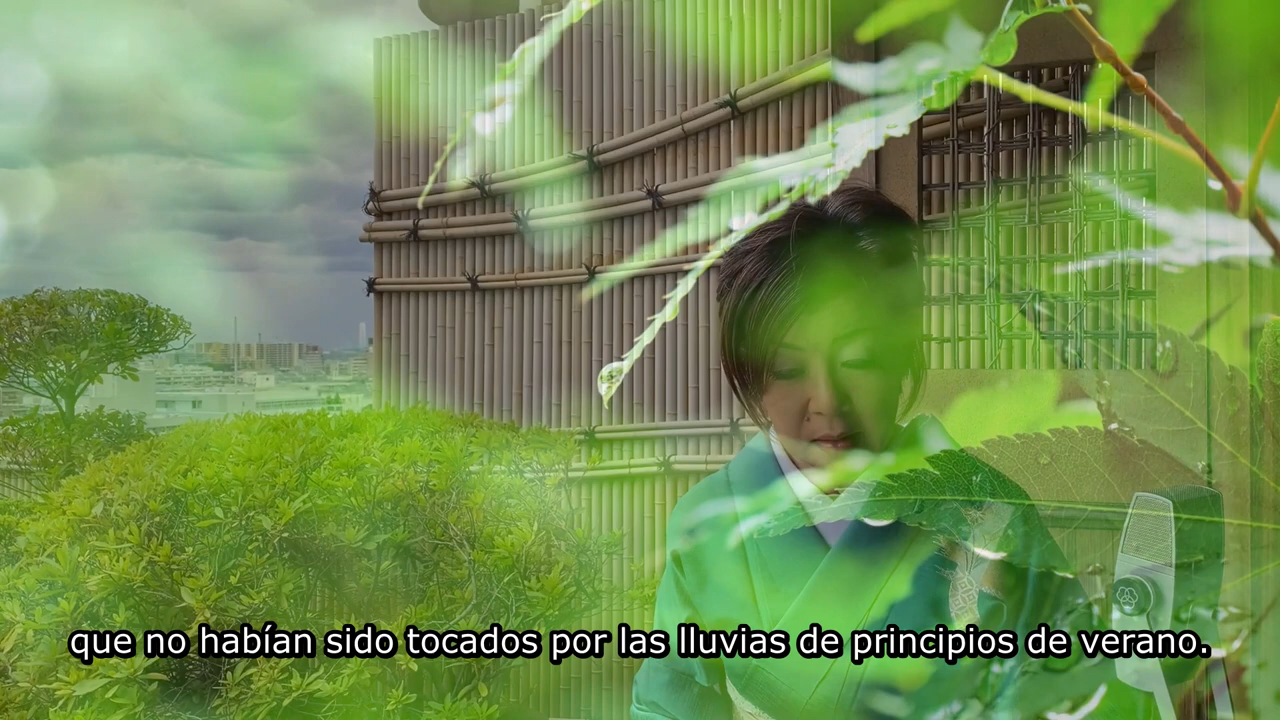 que no habían sido tocados por las lluvias de principios de verano.